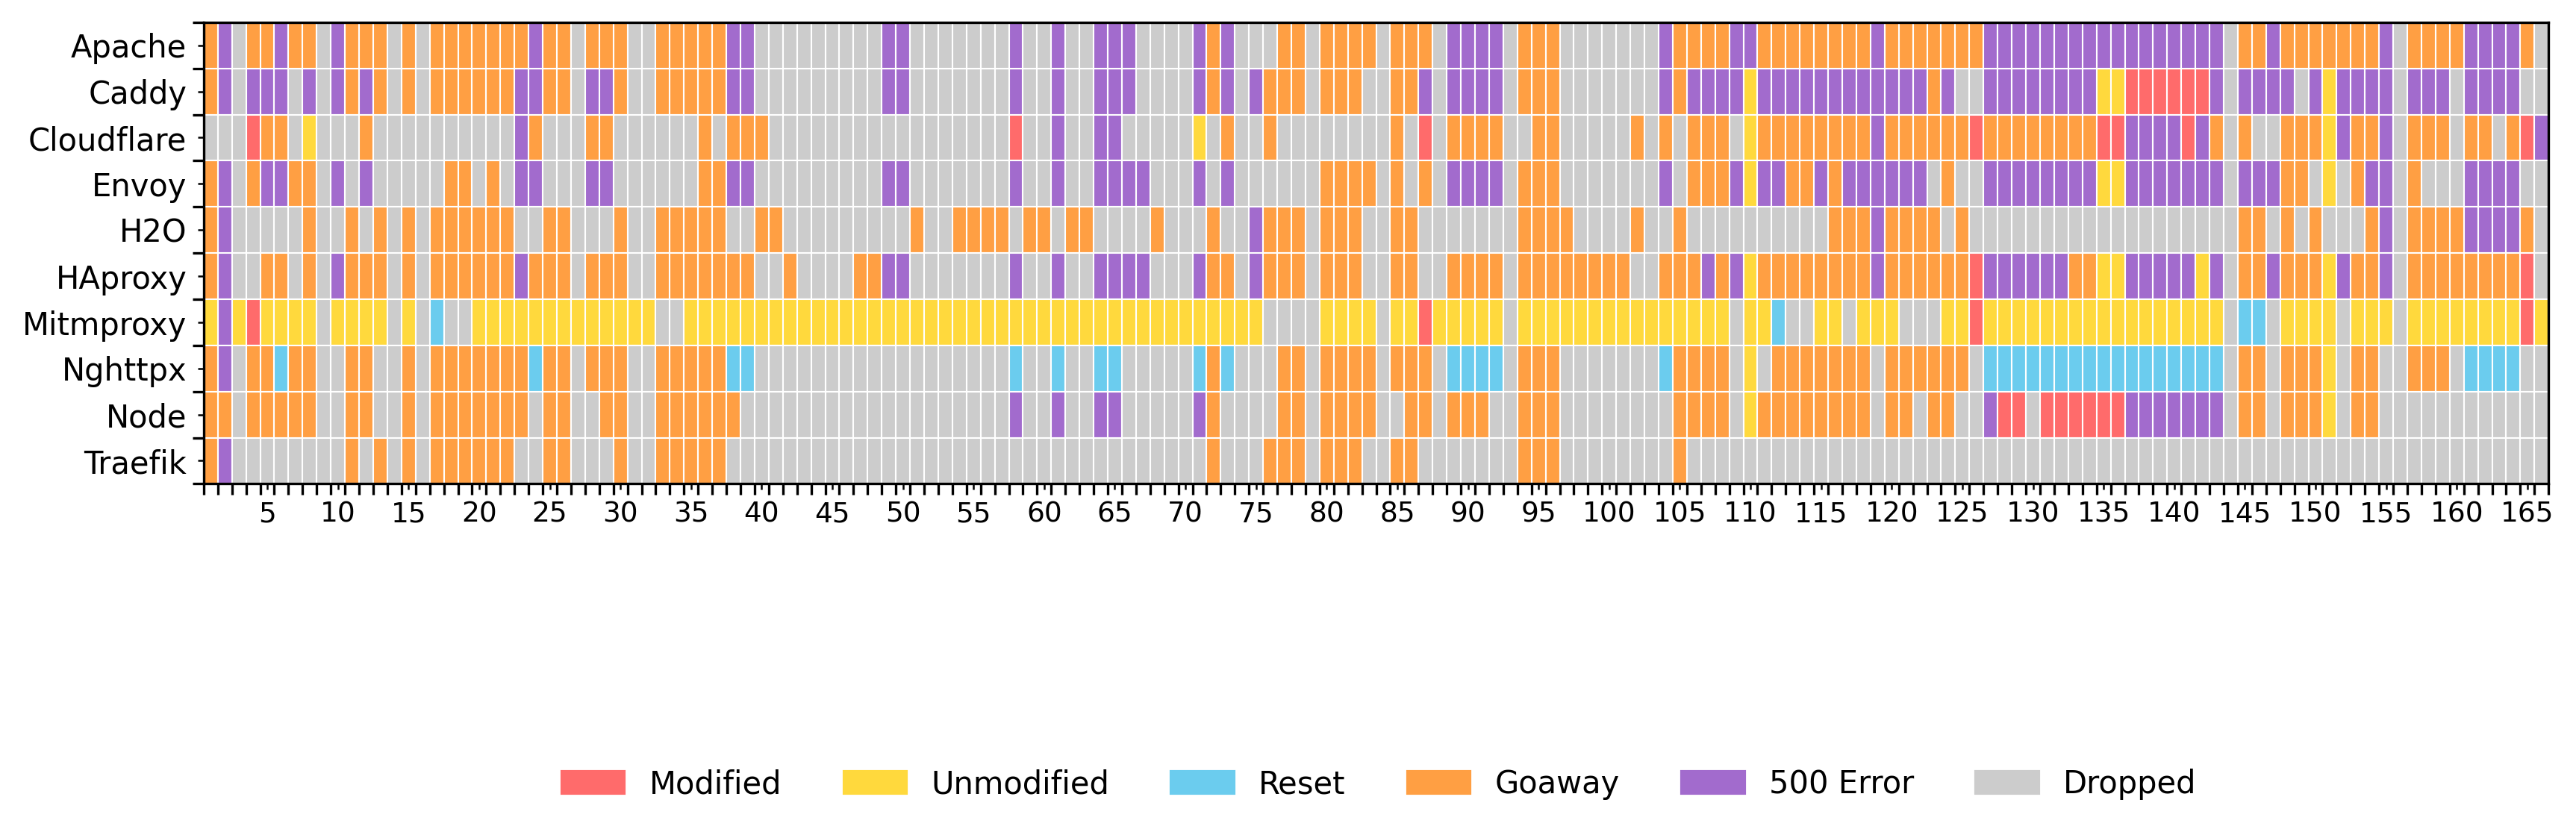 Apache
Caddy
Cloudflare
Envoy
H2O
HAproxy
Mitmproxy
Nghttpx
Node
Traefik
5 10 15 20 25 30 35 40 45 50 55 60 65 70 75 80 85 90 95 100 105 110 115 120 125 130 135 140 145 150 155 160 165
Modified Unmodified Reset Goaway 500 Error Dropped